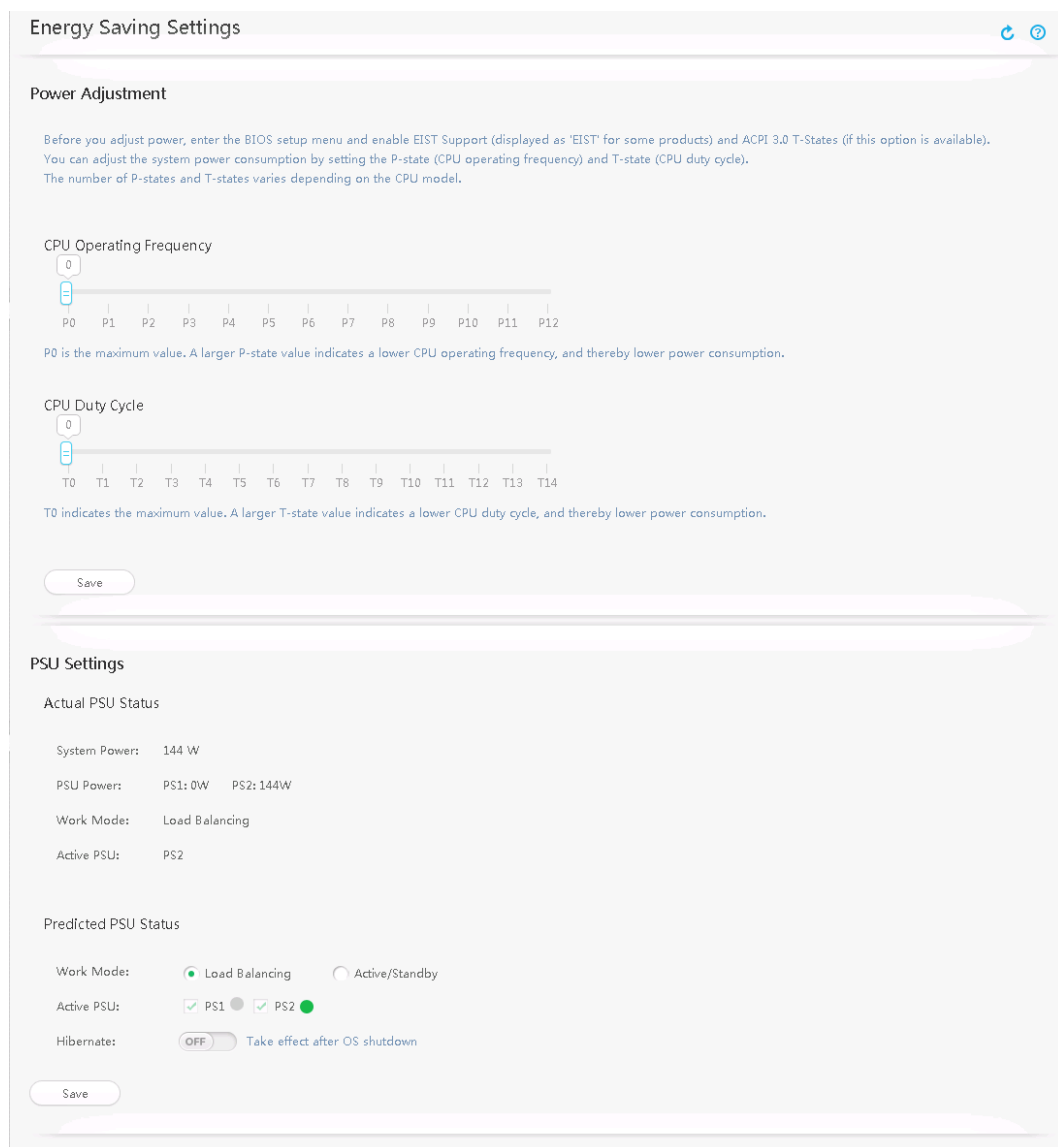 Energy Saving Settings
Power Adjustment
Before you adjust power, enter the BIOS setup menu and enable EIST Support (displayed as 'EIST' for some products) and ACPI 3.0 T-States (if this option is available).
You can adjust the system power consumption by setting the P-state (CPU operating frequency) and T-state (CPU duty cycle).
The number of P-states and T-states varies depending on the CPU model.
CPU Operating Frequency
0
P0 P1 P2 P3 P4 P5 P6 P7 P8 P9 P10 P11 P12
P0 is the maximum value. A larger P-state value indicates a lower CPU operating frequency, and thereby lower power consumption.
CPU Duty Cycle
0
T0 T1 T2 T3 T4 T5 T6 T7 T8 T9 T10 T11 T12 T13 T14
T0 indicates the maximum value. A larger T-state value indicates a lower CPU duty cycle, and thereby lower power consumption.
Save
PSU Settings
Actual PSU Status
System Power: 144 W
PSU Power: PS1: 0W PS2: 144W
Work Mode: Load Balancing
Active PSU: PS2
Predicted PSU Status
Work Mode: Load Balancing Active/Standby
Active PSU: PS1 PS2
Hibernate: OFF Take effect after OS shutdown
Save